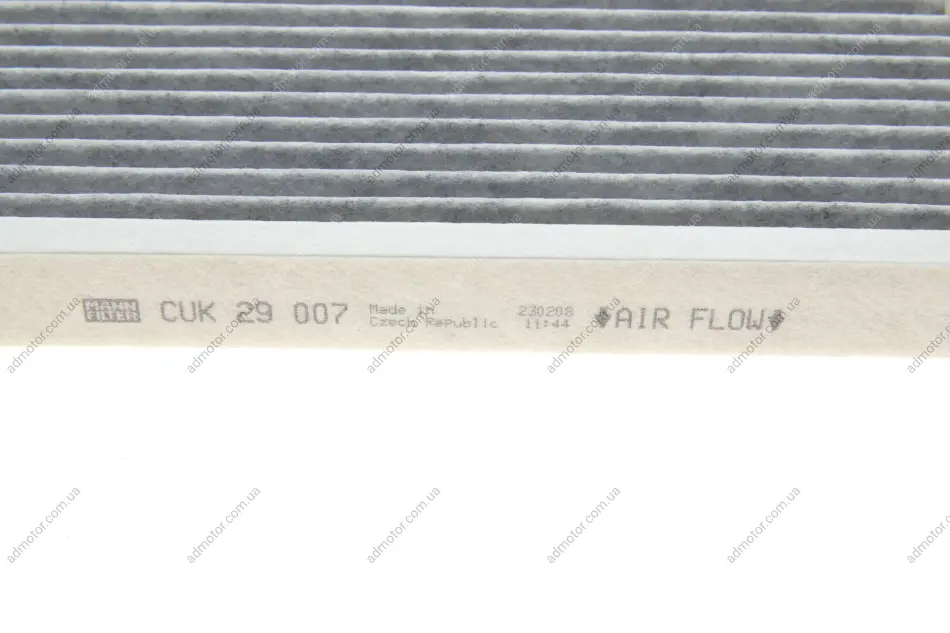 MANN
FILTER
CUK 29 007
Made in
Czech Republic
230208
11:44
AIR FLOW
admotor.com.ua